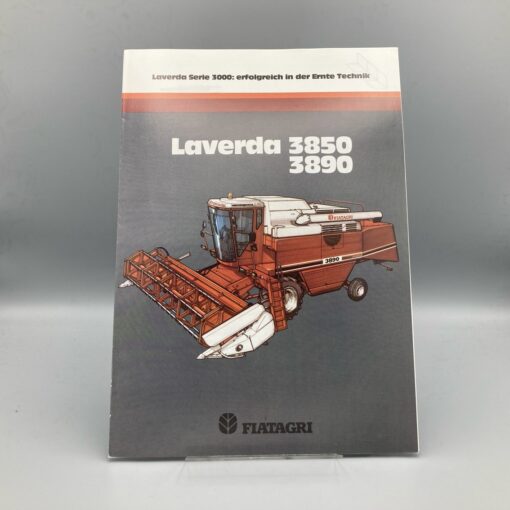 Laverda Serie 3000: erfolgreich in der Ernte Technik
Laverda 3850
3890
FIATAGRI
3890
FIATAGRI